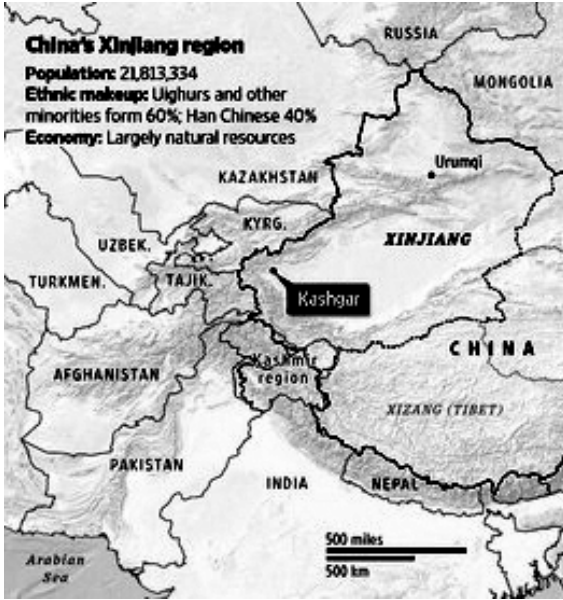 China's Xinjiang region
Population: 21,813,334
Ethnic makeup: Uighurs and other
minorities form 60%; Han Chinese 40%
Economy: Largely natural resources
RUSSIA
MONGOLIA
Urumqi
KAZAKHSTAN
KYRG.
UZBEK.
XINJIANG
TURKMEN.
TAJIK.
Kashgar
CHINA
Kashmir
region
AFGHANISTAN
XIZANG (TIBET)
PAKISTAN
INDIA
NEPAL
500 miles
500 km
Arabian
Sea